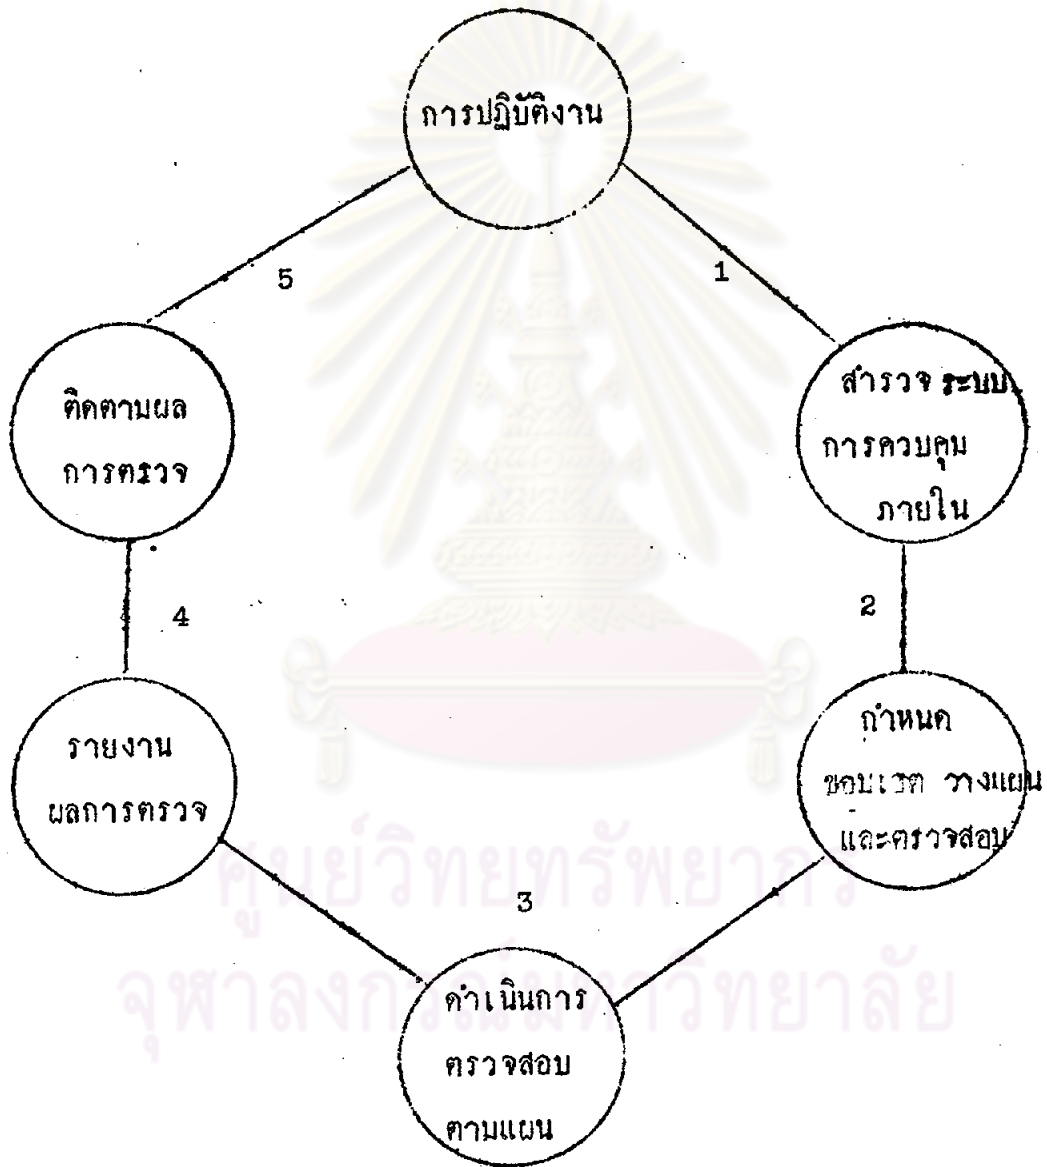 การปฏิบัติงาน
5
1
ติดตามผล
การตรวจ
สำรวจระบบ
การควบคุม
ภายใน
4
2
รายงาน
ผลการตรวจ
กำหนด
ขอบเขต วางแผน
และตรวจสอบ
3
ดำเนินการ
ตรวจสอบ
ตามแผน
ศูนย์วิทยทรัพยากร
จุฬาลงกรณ์มหาวิทยาลัย